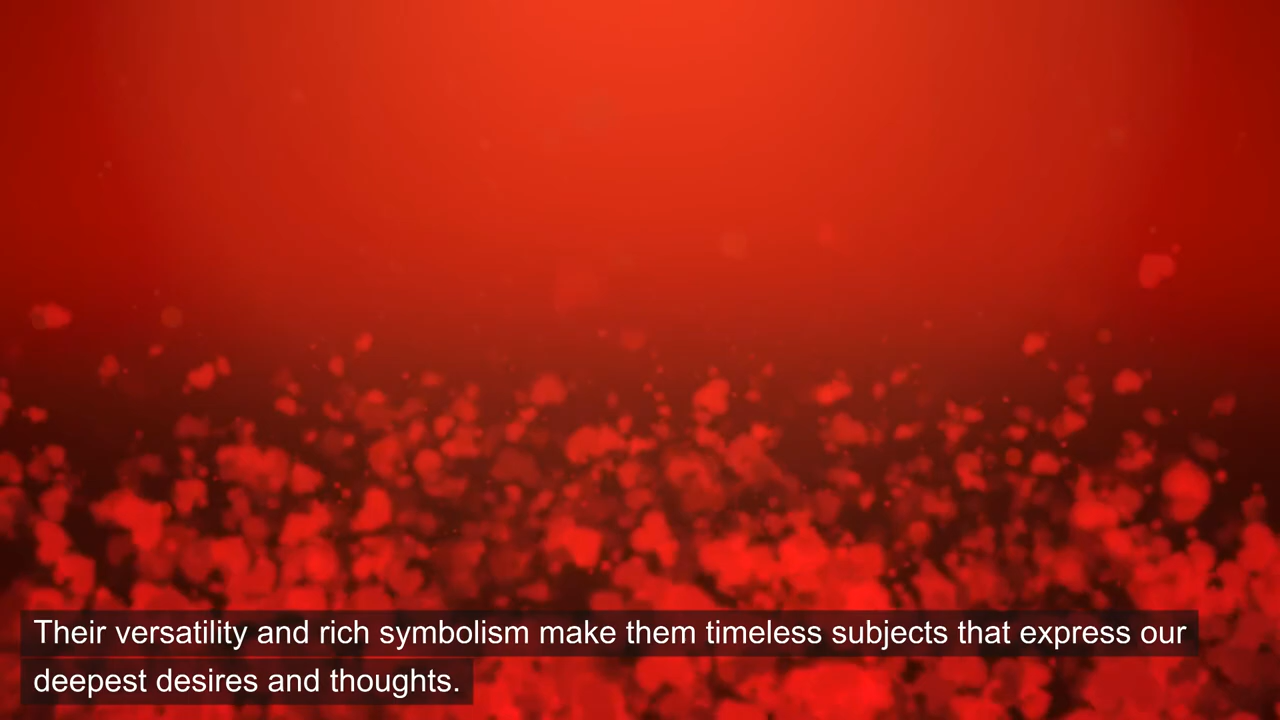 Their versatility and rich symbolism make them timeless subjects that express our
deepest desires and thoughts.